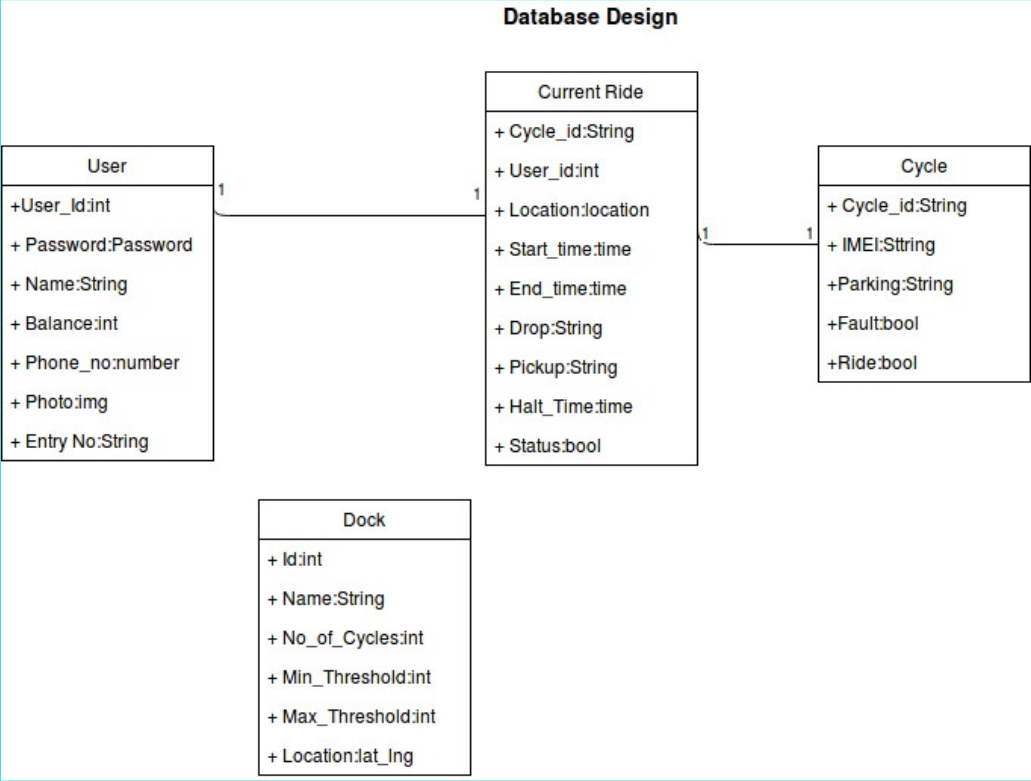 Database Design
User
+User_Id:int
+ Password:Password
+ Name:String
+ Balance:int
+ Phone_no:number
+ Photo:img
+ Entry No:String
1
1
Current Ride
+ Cycle_id:String
+ User_id:int
+ Location:location
+ Start_time:time
+ End_time:time
+ Drop:String
+ Pickup:String
+ Halt_Time:time
+ Status:bool
1
1
Cycle
+ Cycle_id:String
+ IMEI:Sttring
+Parking:String
+Fault:bool
+Ride:bool
Dock
+ Id:int
+ Name:String
+ No_of_Cycles:int
+ Min_Threshold:int
+ Max_Threshold:int
+ Location:lat_lng